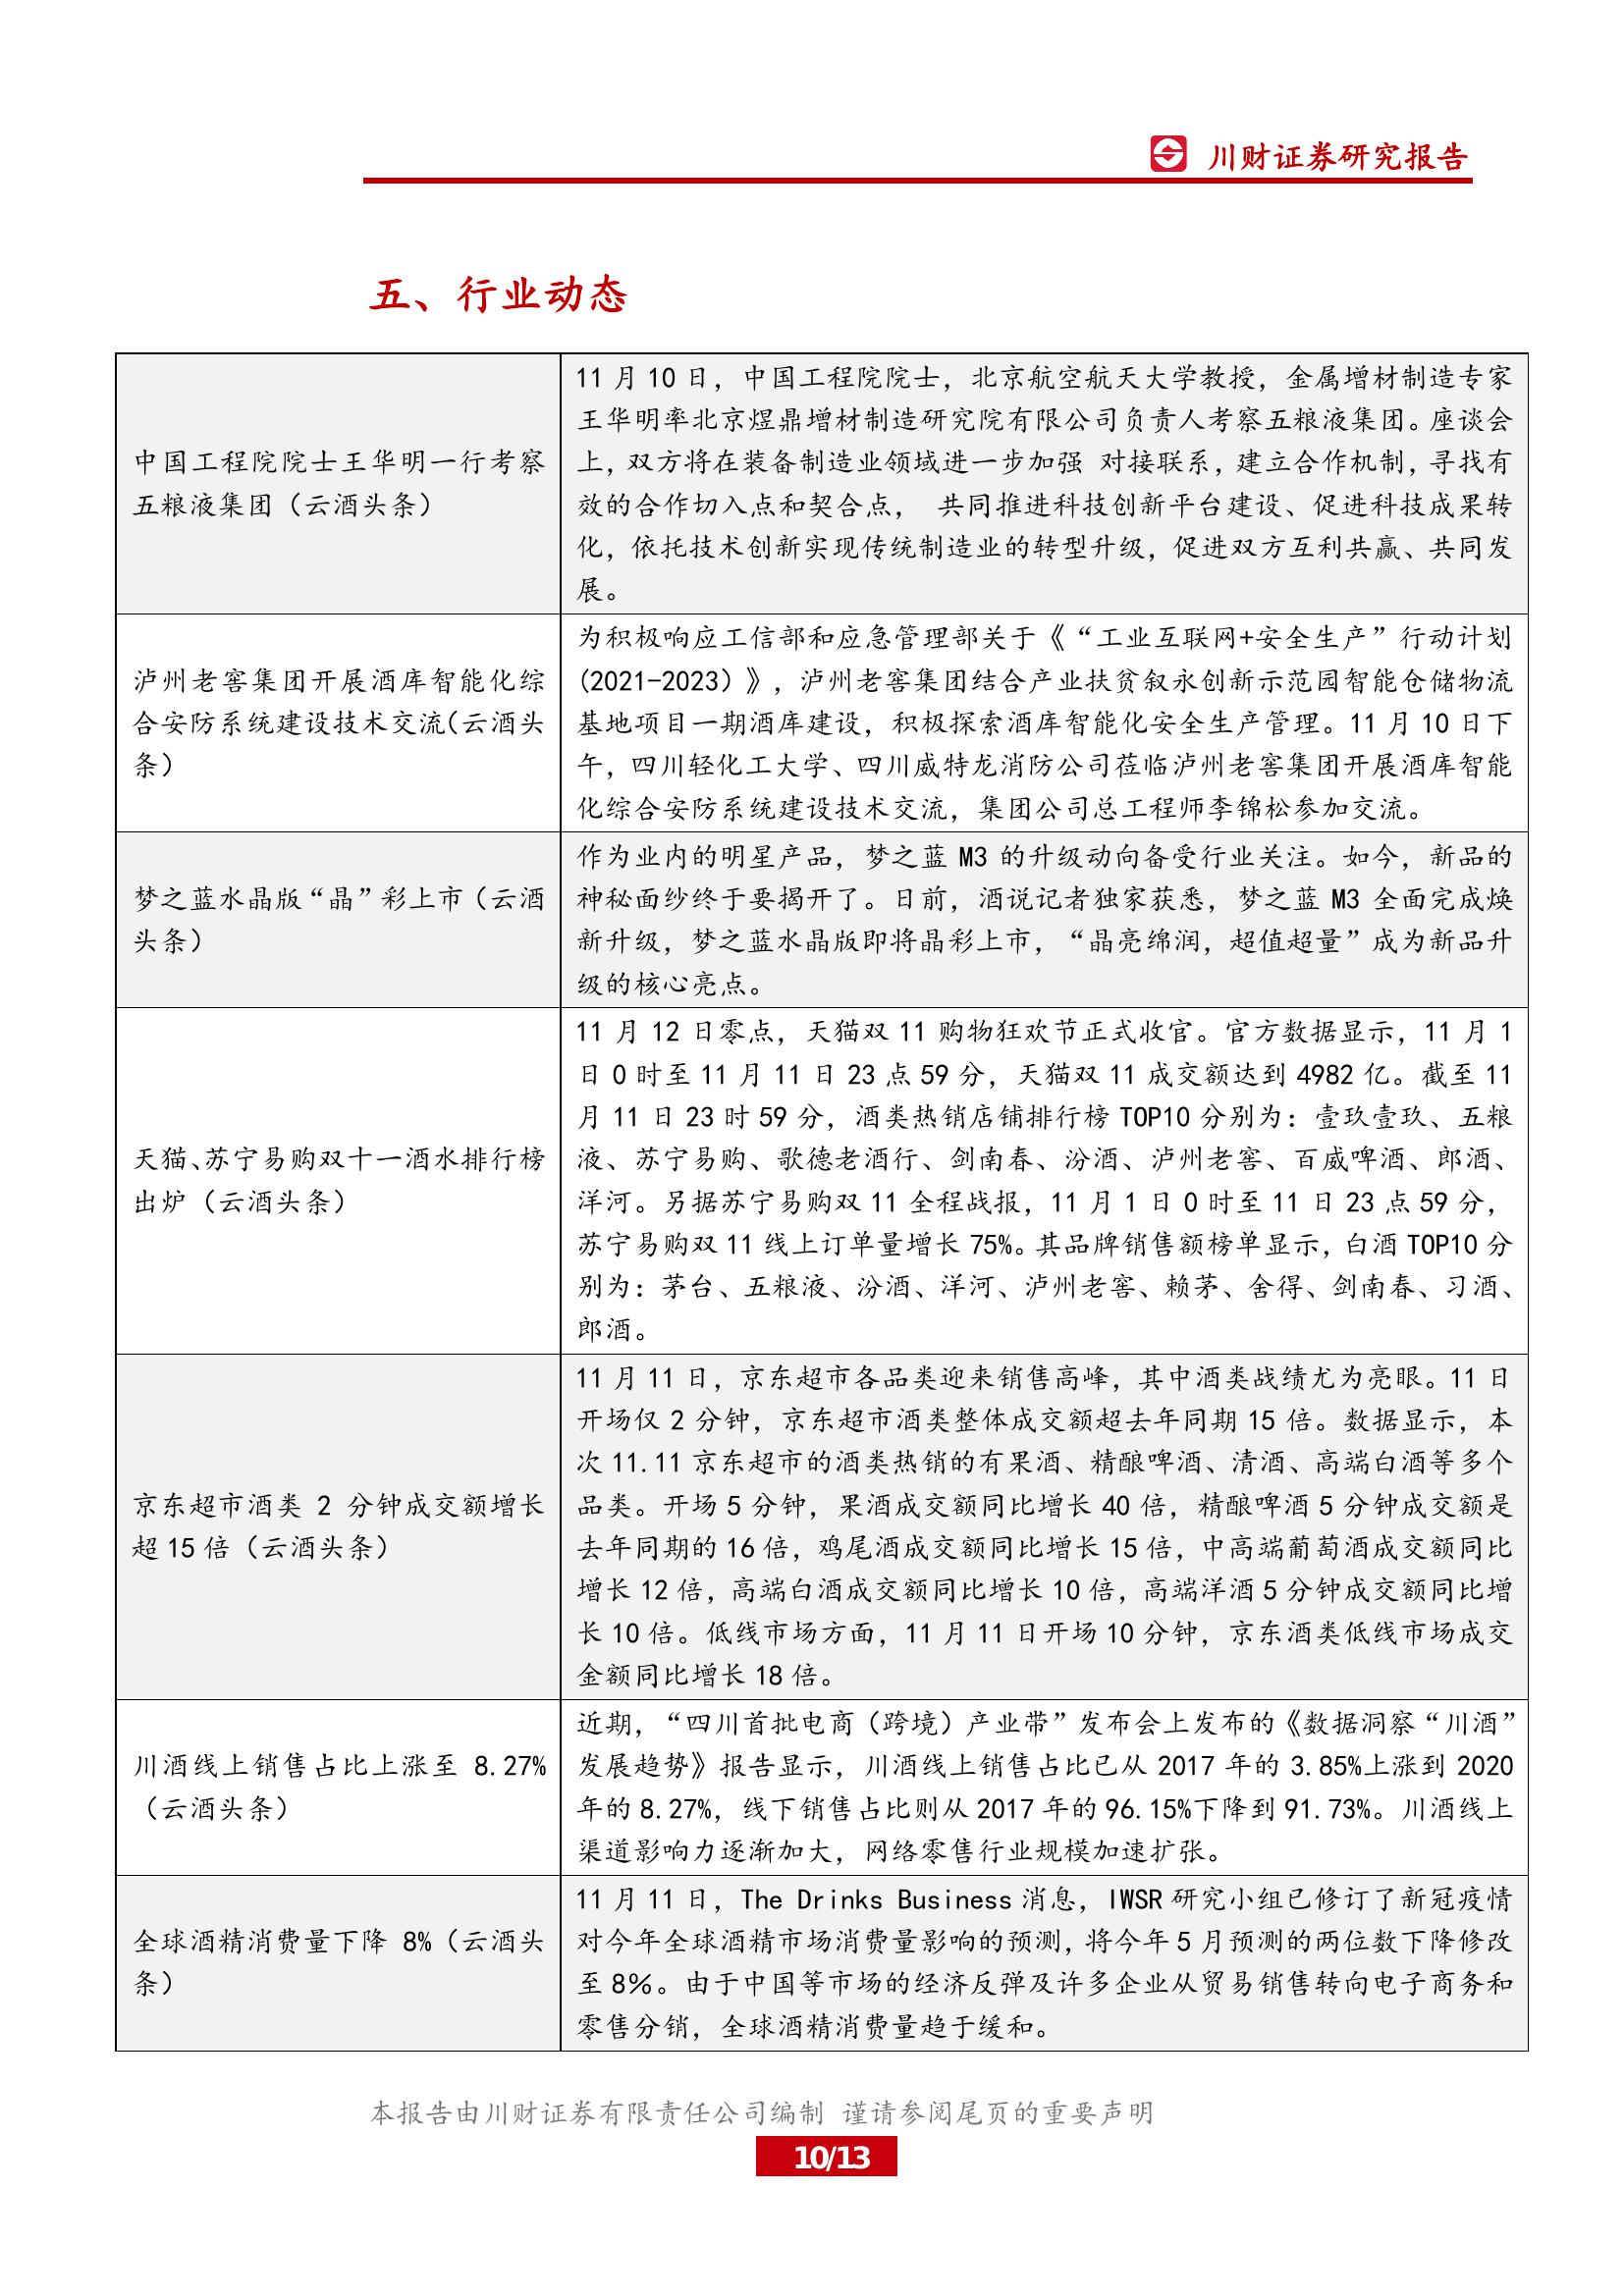 川财证券研究报告
五、行业动态
中国工程院院士王华明一行考察
五粮液集团（云酒头条）
11 月 10 日，中国工程院院士，北京航空航天大学教授，金属增材制造专家
王华明率北京煜鼎增材制造研究院有限公司负责人考察五粮液集团。座谈会
上，双方将在装备制造业领域进一步加强 对接联系，建立合作机制，寻找有
效的合作切入点和契合点， 共同推进科技创新平台建设、促进科技成果转
化，依托技术创新实现传统制造业的转型升级，促进双方互利共赢、共同发
展。
泸州老窖集团开展酒库智能化综
合安防系统建设技术交流(云酒头
条）
为积极响应工信部和应急管理部关于《“工业互联网+安全生产”行动计划
(2021-2023）》，泸州老窖集团结合产业扶贫叙永创新示范园智能仓储物流
基地项目一期酒库建设，积极探索酒库智能化安全生产管理。11 月 10 日下
午，四川轻化工大学、四川威特龙消防公司莅临泸州老窖集团开展酒库智能
化综合安防系统建设技术交流，集团公司总工程师李锦松参加交流。
梦之蓝水晶版“晶”彩上市（云酒
头条）
作为业内的明星产品，梦之蓝 M3 的升级动向备受行业关注。如今，新品的
神秘面纱终于要揭开了。日前，酒说记者独家获悉，梦之蓝 M3 全面完成焕
新升级，梦之蓝水晶版即将晶彩上市，“晶亮绵润，超值超量”成为新品升
级的核心亮点。
天猫、苏宁易购双十一酒水排行榜
出炉（云酒头条）
11 月 12 日零点，天猫双 11 购物狂欢节正式收官。官方数据显示，11 月 1
日 0 时至 11 月 11 日 23 点 59 分，天猫双 11 成交额达到 4982 亿。截至 11
月 11 日 23 时 59 分，酒类热销店铺排行榜 TOP10 分别为：壹玖壹玖、五粮
液、苏宁易购、歌德老酒行、剑南春、汾酒、泸州老窖、百威啤酒、郎酒、
洋河。另据苏宁易购双 11 全程战报，11 月 1 日 0 时至 11 日 23 点 59 分，
苏宁易购双 11 线上订单量增长 75%。其品牌销售额榜单显示，白酒 TOP10 分
别为：茅台、五粮液、汾酒、洋河、泸州老窖、赖茅、舍得、剑南春、习酒、
郎酒。
京东超市酒类 2 分钟成交额增长
超 15 倍（云酒头条）
11 月 11 日，京东超市各品类迎来销售高峰，其中酒类战绩尤为亮眼。11 日
开场仅 2 分钟，京东超市酒类整体成交额超去年同期 15 倍。数据显示，本
次 11.11 京东超市的酒类热销的有果酒、精酿啤酒、清酒、高端白酒等多个
品类。开场 5 分钟，果酒成交额同比增长 40 倍，精酿啤酒 5 分钟成交额是
去年同期的 16 倍，鸡尾酒成交额同比增长 15 倍，中高端葡萄酒成交额同比
增长 12 倍，高端白酒成交额同比增长 10 倍，高端洋酒 5 分钟成交额同比增
长 10 倍。低线市场方面，11 月 11 日开场 10 分钟，京东酒类低线市场成交
金额同比增长 18 倍。
川酒线上销售占比上涨至 8.27%
（云酒头条）
近期，“四川首批电商（跨境）产业带”发布会上发布的《数据洞察“川酒”
发展趋势》报告显示，川酒线上销售占比已从 2017 年的 3.85%上涨到 2020
年的 8.27%，线下销售占比则从 2017 年的 96.15%下降到 91.73%。川酒线上
渠道影响力逐渐加大，网络零售行业规模加速扩张。
全球酒精消费量下降 8%（云酒头
条）
11 月 11 日，The Drinks Business 消息，IWSR 研究小组已修订了新冠疫情
对今年全球酒精市场消费量影响的预测，将今年 5 月预测的两位数下降修改
至 8%。由于中国等市场的经济反弹及许多企业从贸易销售转向电子商务和
零售分销，全球酒精消费量趋于缓和。
本报告由川财证券有限责任公司编制 谨请参阅尾页的重要声明
10/13